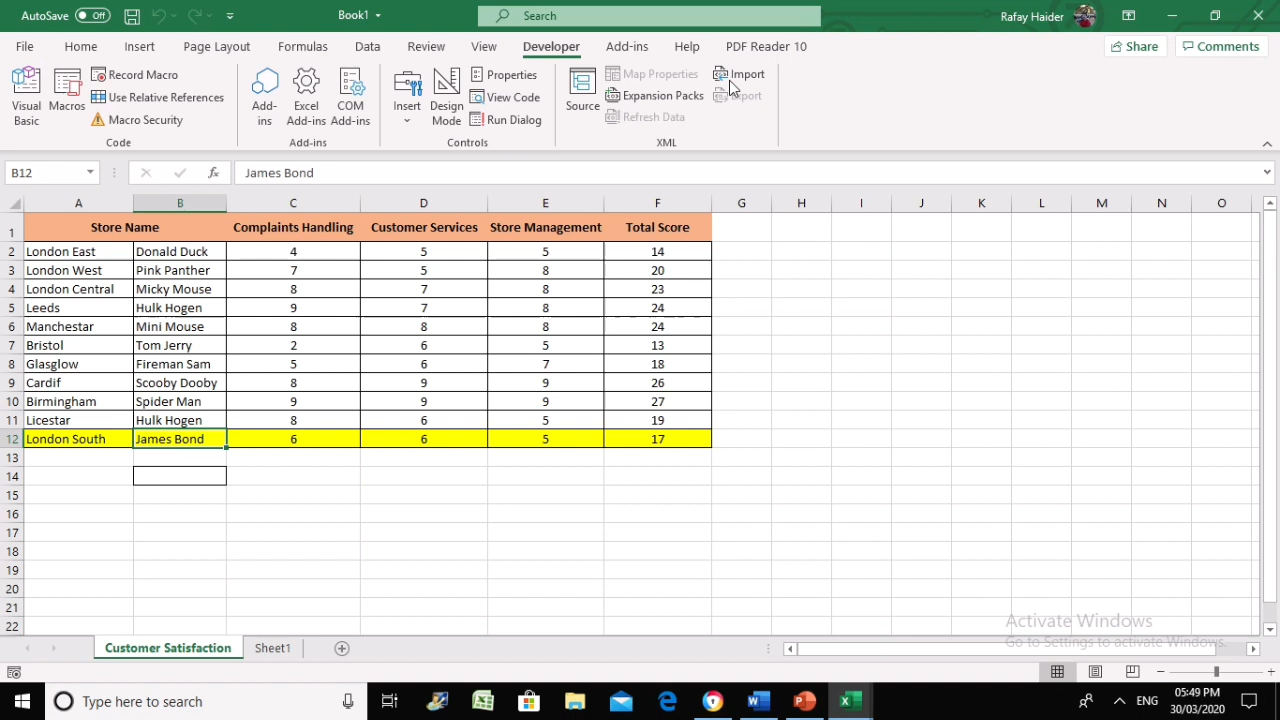 AutoSave Off Book1 Search Rafay Haider
File Home Insert Page Layout Formulas Data Review View Developer Add-ins Help PDF Reader 10 Share Comments
Visual Basic
Macros
Record Macro
Use Relative References
Macro Security
Code
Add-ins
Excel Add-ins
COM Add-ins
Add-ins
Insert
Design Mode
Properties
View Code
Run Dialog
Controls
Source
Map Properties
Expansion Packs
Refresh Data
Import
Export
XML
B12 fx James Bond
A B C D E F G H I J K L M N O
1 Store Name Complaints Handling Customer Services Store Management Total Score
2 London East Donald Duck 4 5 5 14
3 London West Pink Panther 7 5 8 20
4 London Central Micky Mouse 8 7 8 23
5 Leeds Hulk Hogen 9 7 8 24
6 Manchestar Mini Mouse 8 8 8 24
7 Bristol Tom Jerry 2 6 5 13
8 Glasglow Fireman Sam 5 6 7 18
9 Cardif Scooby Dooby 8 9 9 26
10 Birmingham Spider Man 9 9 9 27
11 Licestar Hulk Hogen 8 6 5 19
12 London South James Bond 6 6 5 17
13
14
15
16
17
18
19
20
21
22
Activate Windows
Go to Settings to activate Windows.
Customer Satisfaction Sheet1
Type here to search ENG 05:49 PM
30/03/2020